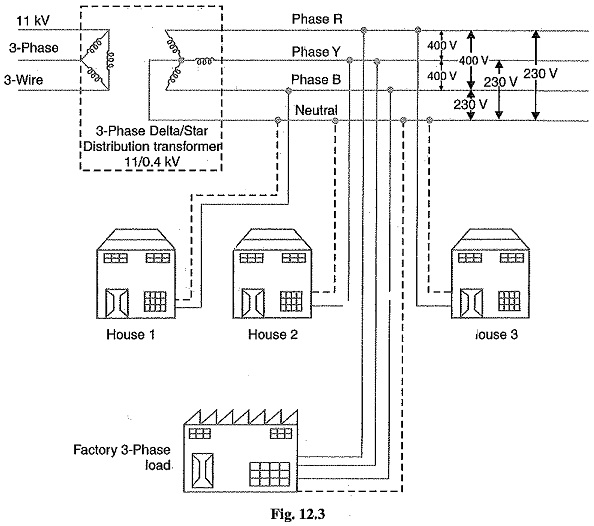 11 kV
3-Phase
3-Wire
3-Phase Delta/Star
Distribution transformer
11/0.4 kV
Phase R
Phase Y
Phase B
Neutral
400 V
400 V
400 V
230 V
230 V
230 V
House 1
House 2
ouse 3
Factory 3-Phase
load
Fig. 12.3